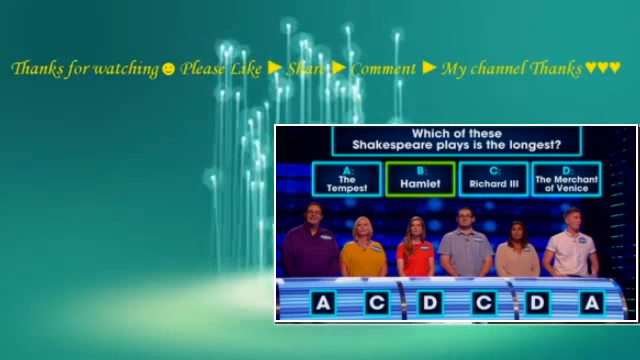 Thanks for watching☻Please Like ►Share►Comment ►My channel Thanks ♥♥♥
Which of these
Shakespeare plays is the longest?
A:
The
Tempest
B:
Hamlet
C:
Richard III
D:
The Merchant
of Venice
A C D C D A